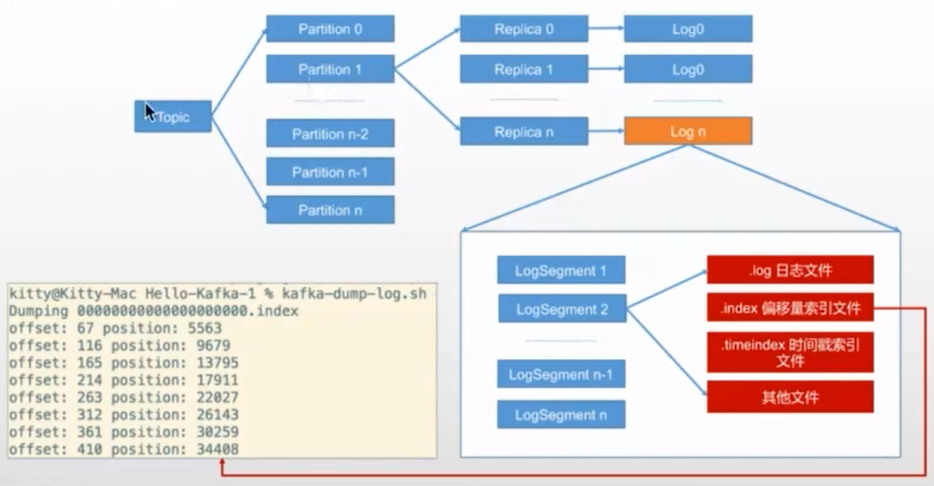 Topic
Partition 0
Partition 1
Partition n-2
Partition n-1
Partition n
Replica 0
Replica 1
Replica n
Log0
Log0
Log n
LogSegment 1
LogSegment 2
LogSegment n-1
LogSegment n
.log 日志文件
.index 偏移量索引文件
.timeindex 时间戳索引
文件
其他文件
kitty@Kitty-Mac Hello-Kafka-1 % kafka-dump-log.sh
Dumping 00000000000000000000.index
offset: 67 position: 5563
offset: 116 position: 9679
offset: 165 position: 13795
offset: 214 position: 17911
offset: 263 position: 22027
offset: 312 position: 26143
offset: 361 position: 30259
offset: 410 position: 34408